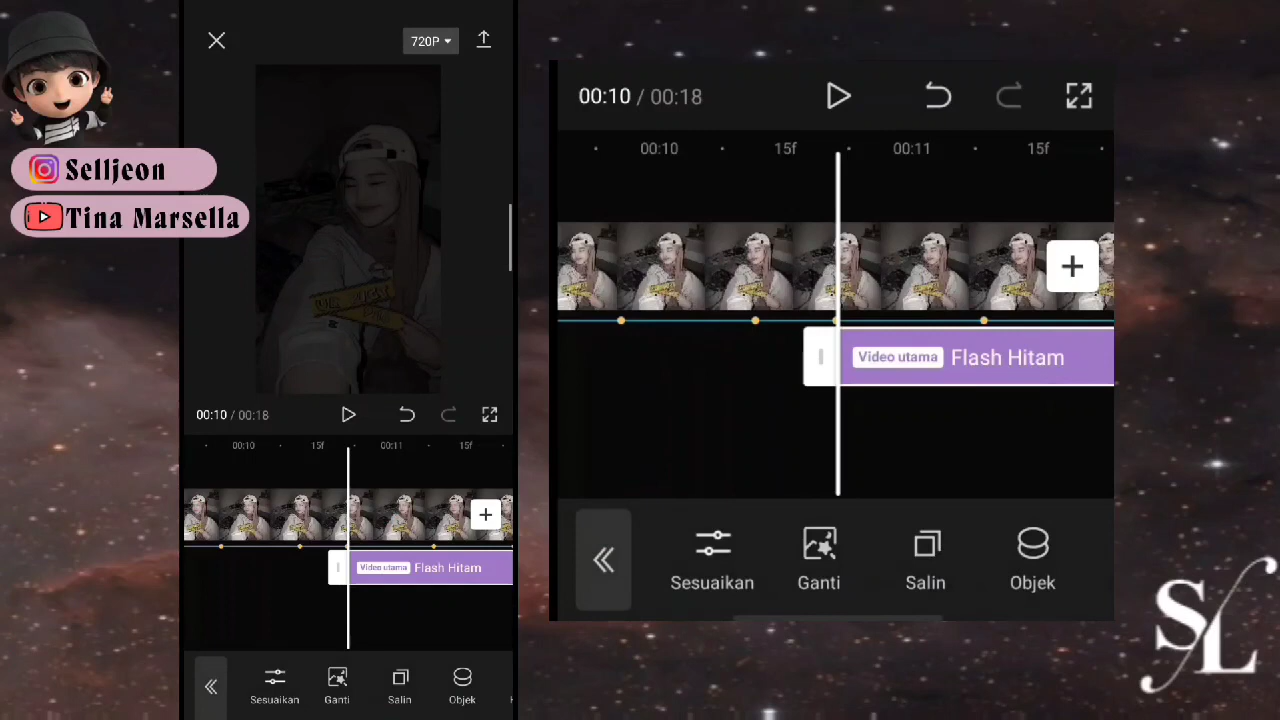 Selljeon
Tina Marsella
720P
00:10 / 00:18
00:10 15f 00:11 15f
Video utama Flash Hitam
Sesuaikan Ganti Salin Objek
00:10 / 00:18
00:10 15f 00:11 15f
Video utama Flash Hitam
Sesuaikan Ganti Salin Objek
SL